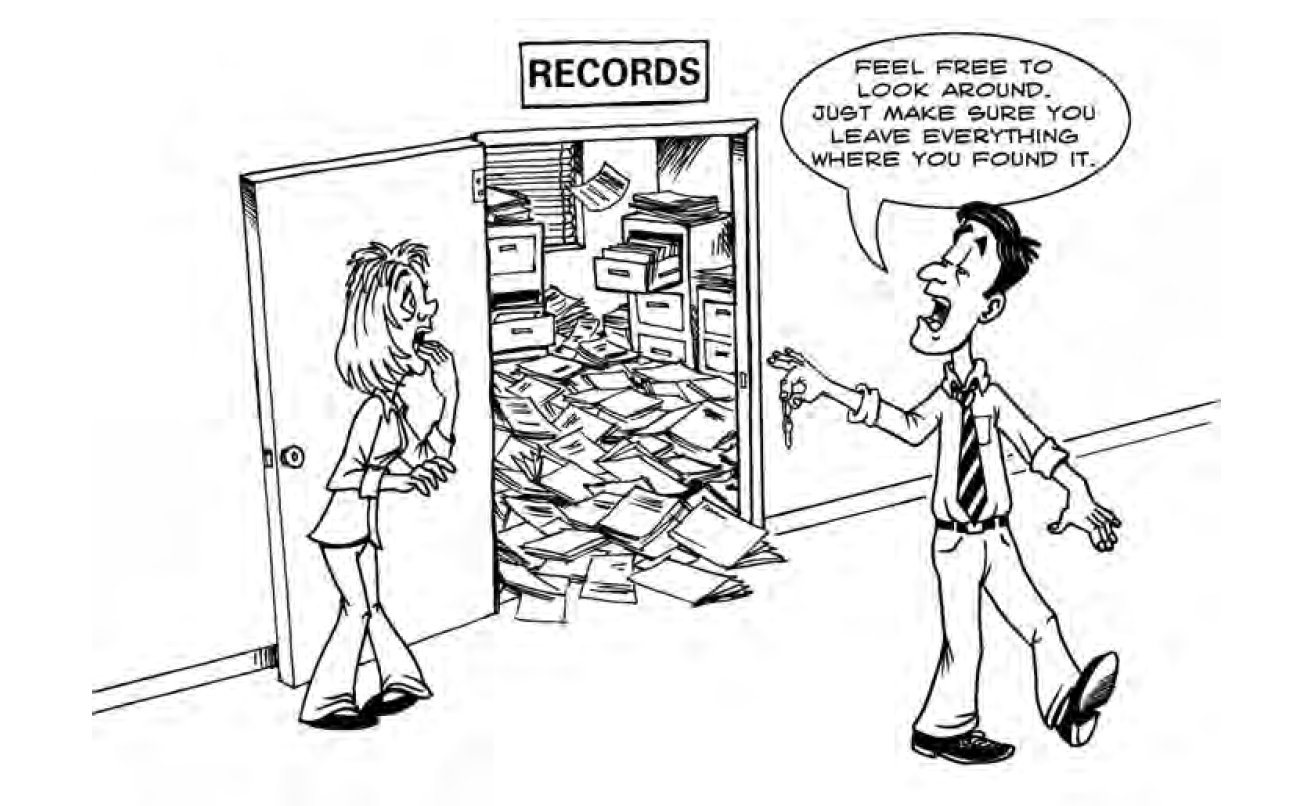 RECORDS
FEEL FREE TO
LOOK AROUND.
JUST MAKE SURE YOU
LEAVE EVERYTHING
WHERE YOU FOUND IT.